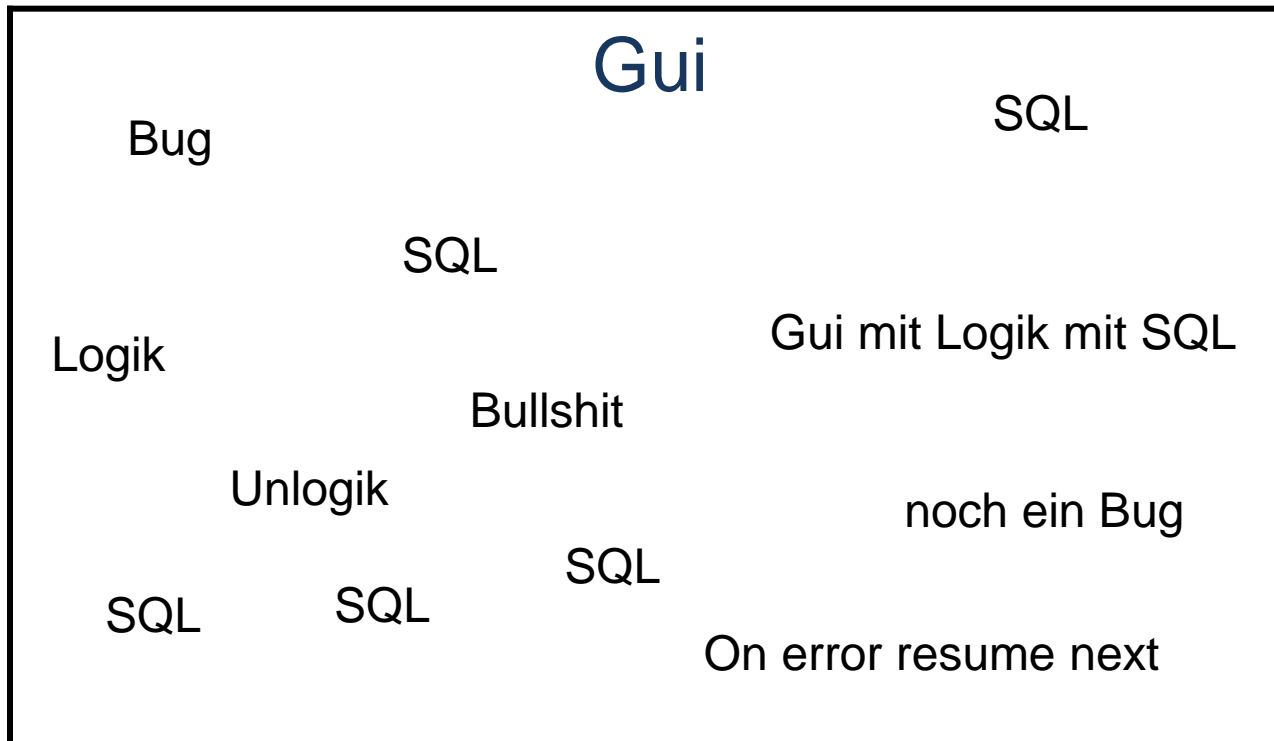 Gui
SQL
Bug
SQL
Gui mit Logik mit SQL
Logik
Bullshit
Unlogik
noch ein Bug
SQL
SQL
SQL
On error resume next